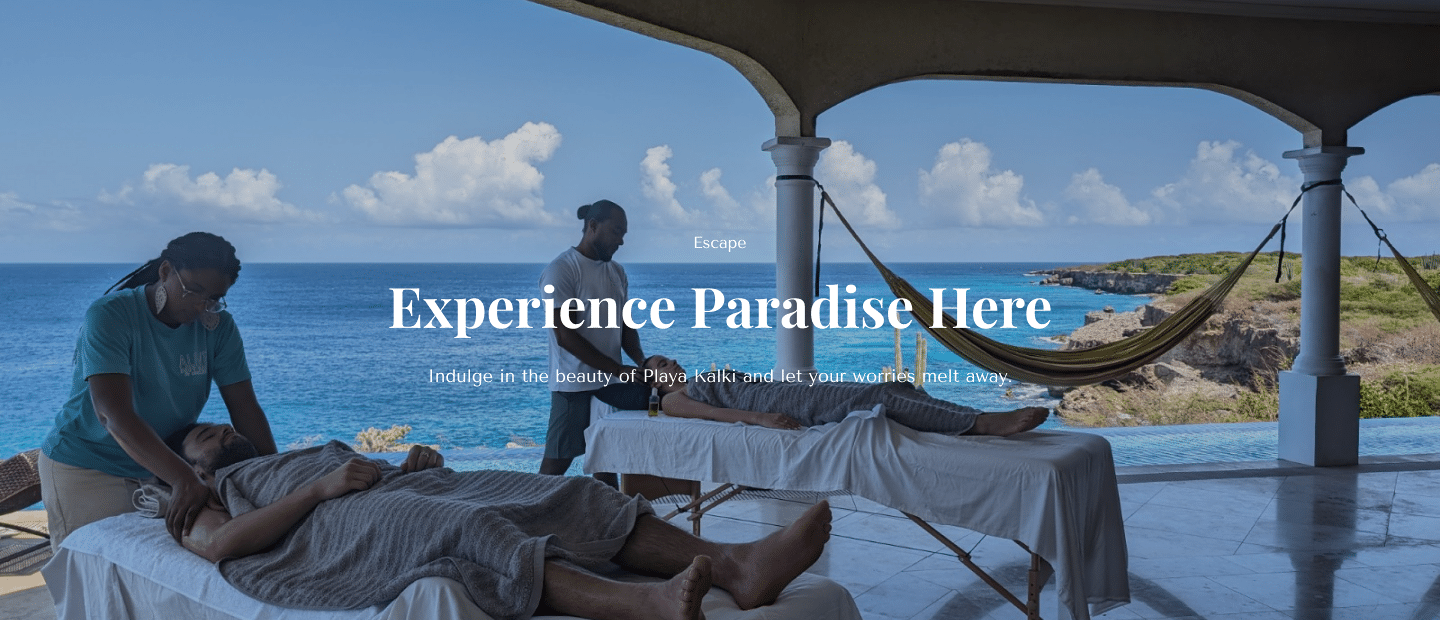 Escape
Experience Paradise Here
Indulge in the beauty of Playa Kalki and let your worries melt away.